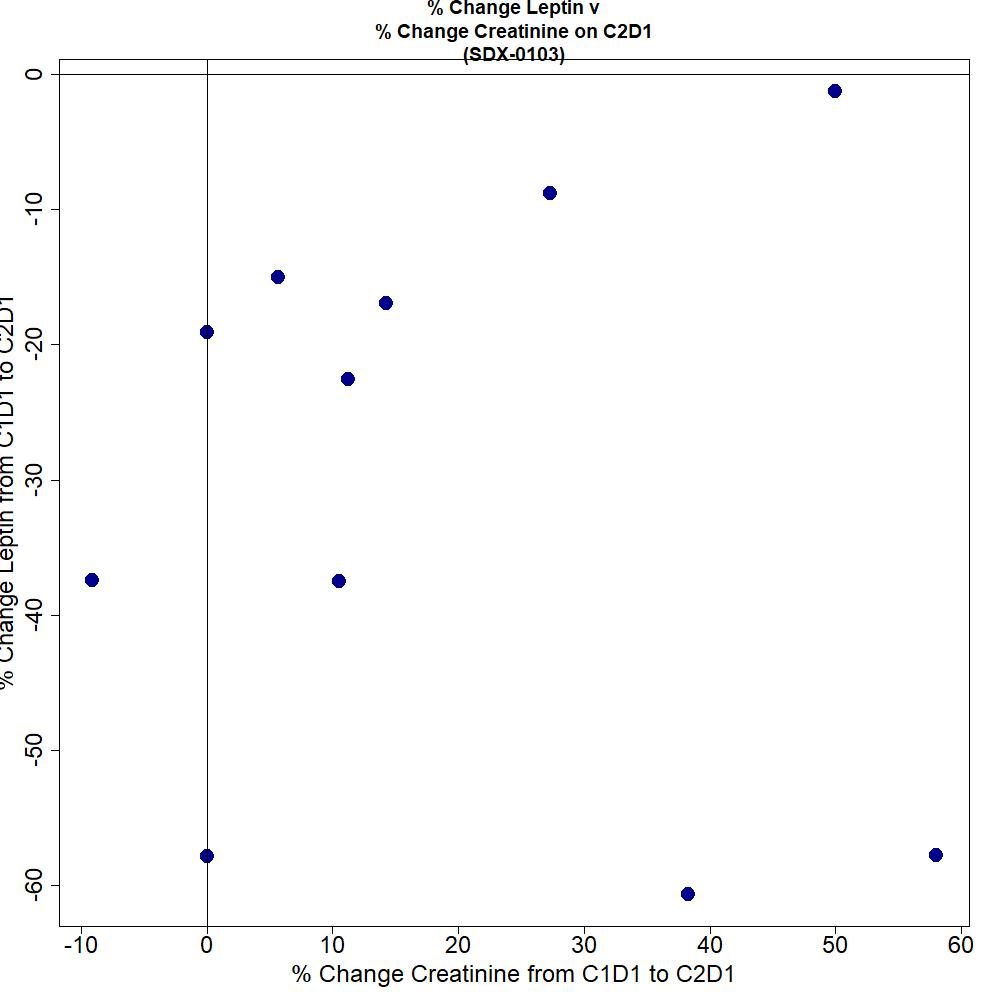 % Change Leptin v
% Change Creatinine on C2D1
(SDX-0103)
% Change Leptin from C1D1 to C2D1
0
-10
-20
-30
-40
-50
-60
-10 0 10 20 30 40 50 60
% Change Creatinine from C1D1 to C2D1